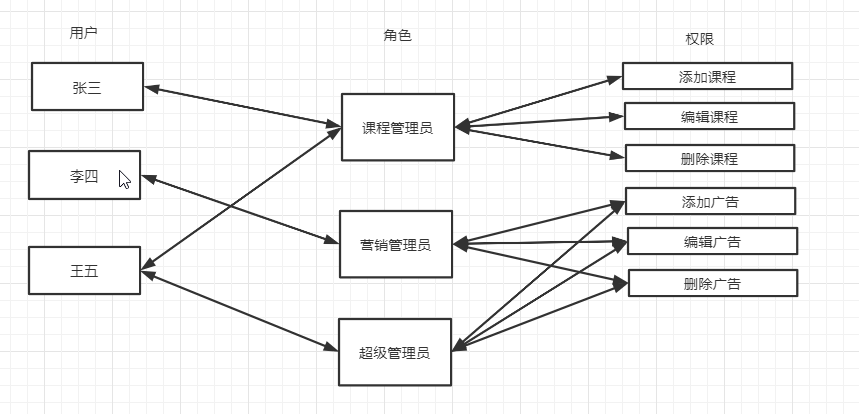 用户
角色
权限
张三
课程管理员
添加课程
编辑课程
删除课程
李四
营销管理员
添加广告
编辑广告
删除广告
王五
超级管理员